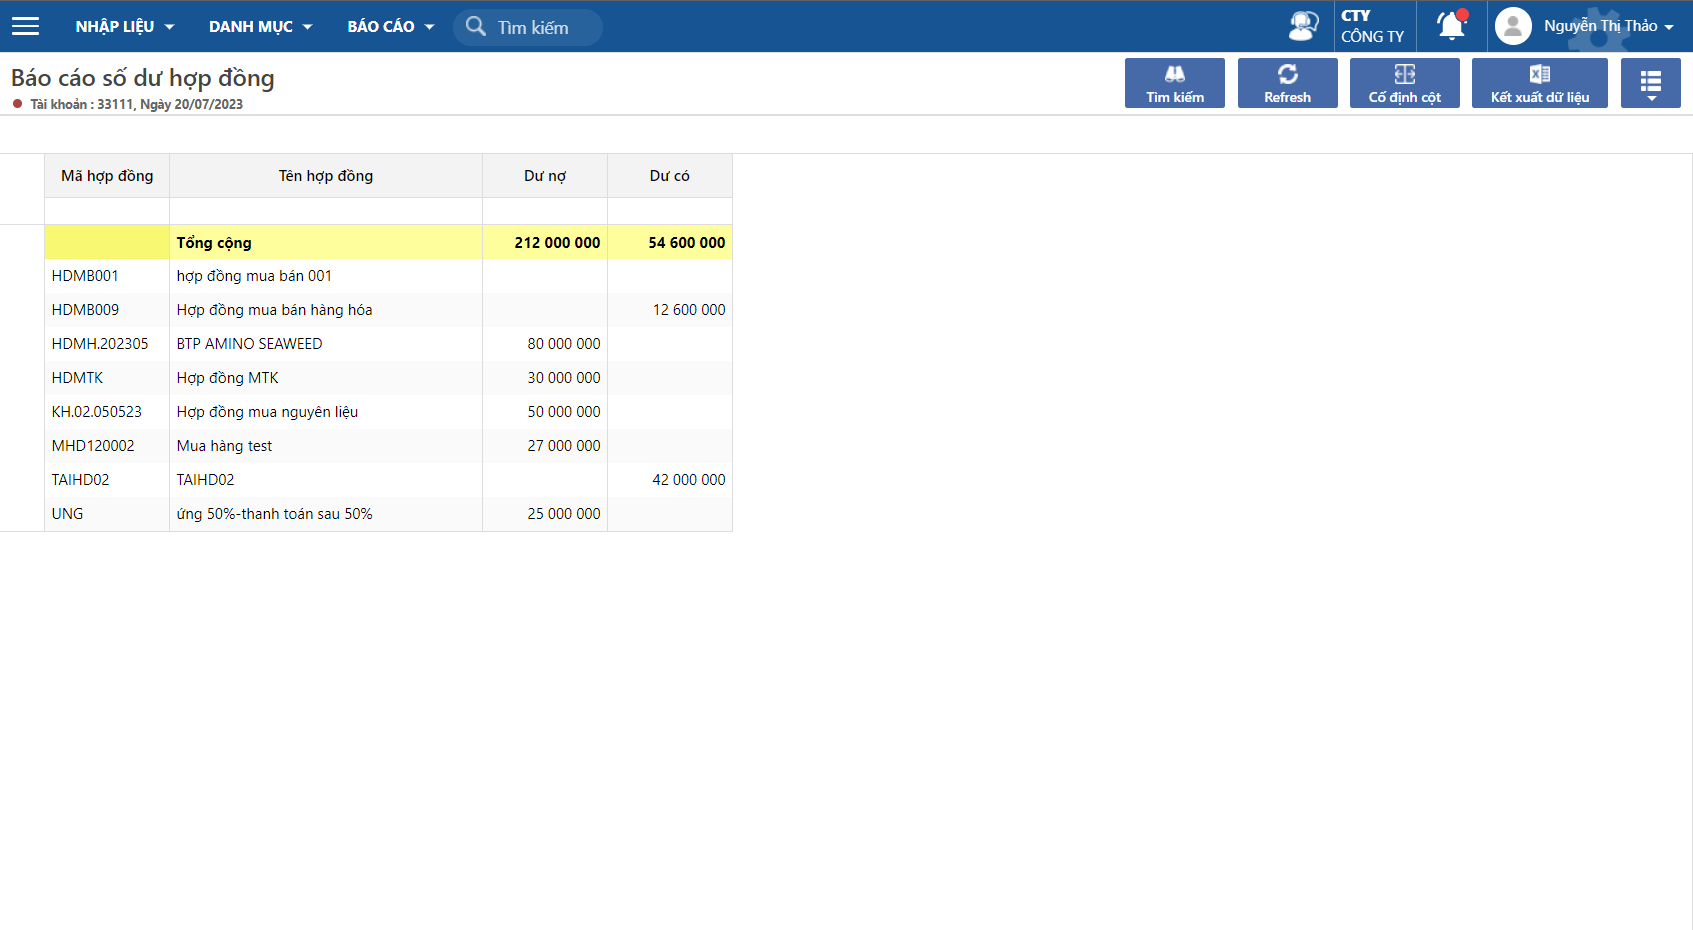 NHẬP LIỆU DANH MỤC BÁO CÁO Tìm kiếm CTY CÔNG TY Nguyễn Thị Thảo
Báo cáo số dư hợp đồng
Tài khoản : 33111, Ngày 20/07/2023
Tìm kiếm Refresh Cố định cột Kết xuất dữ liệu
Mã hợp đồng Tên hợp đồng Dư nợ Dư có
Tổng cộng 212 000 000 54 600 000
HDMB001 hợp đồng mua bán 001
HDMB009 Hợp đồng mua bán hàng hóa 12 600 000
HDMH.202305 BTP AMINO SEAWEED 80 000 000
HDMTK Hợp đồng MTK 30 000 000
KH.02.050523 Hợp đồng mua nguyên liệu 50 000 000
MHD120002 Mua hàng test 27 000 000
TAIHD02 TAIHD02 42 000 000
UNG ứng 50%-thanh toán sau 50% 25 000 000